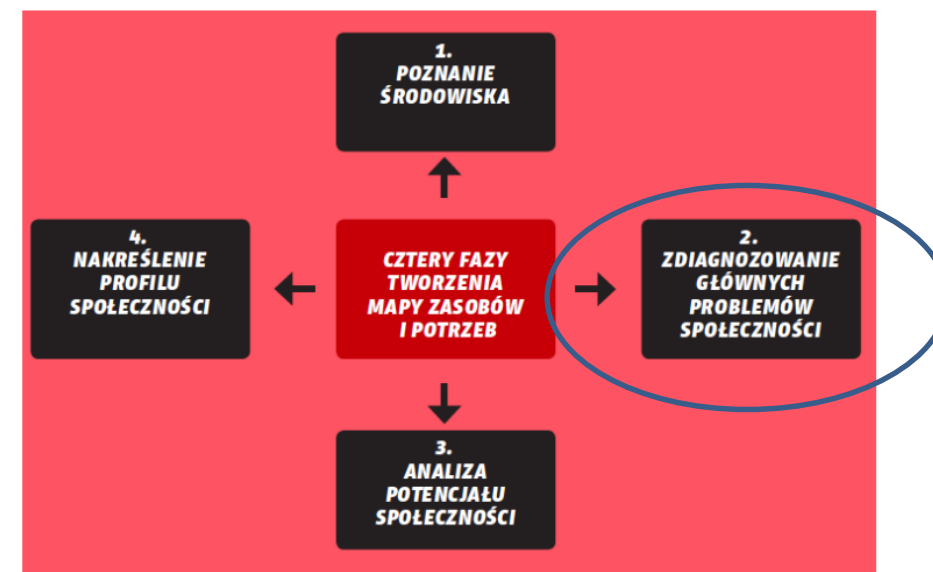 1.
POZNANIE
ŚRODOWISKA
4.
NAKREŚLENIE
PROFILU
SPOŁECZNOŚCI
CZTERY FAZY
TWORZENIA
MAPY ZASOBÓW
I POTRZEB
2.
ZDIAGNOZOWANIE
GŁÓWNYCH
PROBLEMÓW
SPOŁECZNOŚCI
3.
ANALIZA
POTENCJAŁU
SPOŁECZNOŚCI